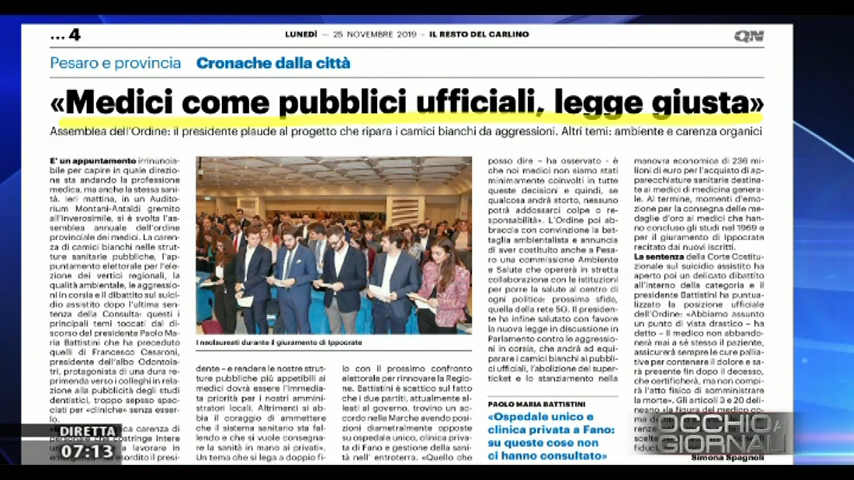 ... 4
LUNEDÌ — 25 NOVEMBRE 2019 – IL RESTO DEL CARLINO
QN
Pesaro e provincia Cronache dalla città
«Medici come pubblici ufficiali, legge giusta»
Assemblea dell'Ordine: il presidente plaude al progetto che ripara i camici bianchi da aggressioni. Altri temi: ambiente e carenza organici
E' un appuntamento irrinuncia-
bile per capire in quale direzio-
ne sta andando la professione
medica, ma anche la stessa sani-
tà. Ieri mattina, in un Auditorium
Montani-Antaldi gremito
all'inverosimile, si è svolta l'as-
semblea annuale dell'ordine
provinciale dei medici. La caren-
za di camici bianchi nelle strut-
ture sanitarie pubbliche, l'ap-
puntamento elettorale per l'ele-
zione dei vertici regionali, la
qualità ambientale, le aggressio-
ni in corsia e il dibattito sul suici-
dio assistito dopo l'ultima sen-
tenza della Consulta: questi i
principali temi toccati dal di-
scorso del presidente Paolo Ma-
ria Battistini che ha preceduto
quelli di Francesco Cesaroni,
presidente dell'albo Odontoia-
tri, protagonista di una dura re-
primenda verso i colleghi in rela-
zione alla pubblicità degli studi
dentistici, troppo spesso spac-
ciati per «cliniche» senza esser-
lo.
carenza di
costringe intere
a lavorare in
esordito il presi-
I neolaureati durante il giuramento di Ippocrate
dente – e rendere le nostre strut-
ture pubbliche più appetibili ai
medici dovrà essere l'immedia-
ta priorità per i nostri ammini-
stratori locali. Altrimenti si ab-
bia il coraggio di ammettere
che il sistema sanitario sta fal-
lendo e che si vuole consegna-
re la sanità in mano ai privati».
Un tema che si lega a doppio fi-
lo con il prossimo confronto
elettorale per rinnovare la Regio-
ne. Battistini è scettico sul fatto
che i due partiti, attualmente al-
leati al governo, trovino un ac-
cordo nelle Marche avendo posi-
zioni diametralmente opposte
su ospedale unico, clinica priva-
ta di Fano e gestione della sani-
tà nell' entroterra. «Quello che
posso dire – ha osservato - è
che noi medici non siamo stati
minimamente coinvolti in tutte
queste decisioni e quindi, se
qualcosa andrà storto, nessuno
potrà addossarci colpe o re-
sponsabilità». L'Ordine poi ab-
braccia con convinzione la bat-
taglia ambientalista e annuncia
di aver costituito anche a Pesa-
ro una commissione Ambiente
e Salute che opererà in stretta
collaborazione con le istituzioni
per porre la salute al centro di
ogni politica: prossima sfida,
quella della rete 5G. Il presiden-
te ha infine salutato con favore
la nuova legge in discussione in
Parlamento contro le aggressio-
ni in corsia, che andrà ad equi-
parare i camici bianchi ai pubbli-
ci ufficiali, l'abolizione del super-
ticket e lo stanziamento nella
PAOLO MARIA BATTISTINI
«Ospedale unico e
clinica privata a Fano:
su queste cose non
ci hanno consultato»
manovra economica di 236 mi-
lioni di euro per l'acquisto di ap-
parecchiature sanitarie destina-
te ai medici di medicina genera-
le. Al termine, momenti d'emo-
zione per la consegna delle me-
daglie d'oro ai medici che han-
no concluso gli studi nel 1969 e
per il giuramento di Ippocrate
recitato dai nuovi iscritti.
La sentenza della Corte Costitu-
zionale sul suicidio assistito ha
aperto poi un delicato dibattito
all'interno della categoria e il
presidente Battistini ha puntua-
lizzato la posizione ufficiale
dell'Ordine: «Abbiamo assunto
un punto di vista drastico – ha
detto – Il medico non abbando-
nerà mai a sé stesso il paziente,
assicurerà sempre le cure pallia-
tive per contenere il dolore e sa-
rà presente fino dopo il decesso,
che certificherà, ma non compi-
rà l'atto fisico di somministrare
la morte». Gli articoli 3 e 20 deli-
neano «la figura del medico co-
Simona Spagnoli
DIRETTA
07:13
OCCHIO AI
GIORNALI